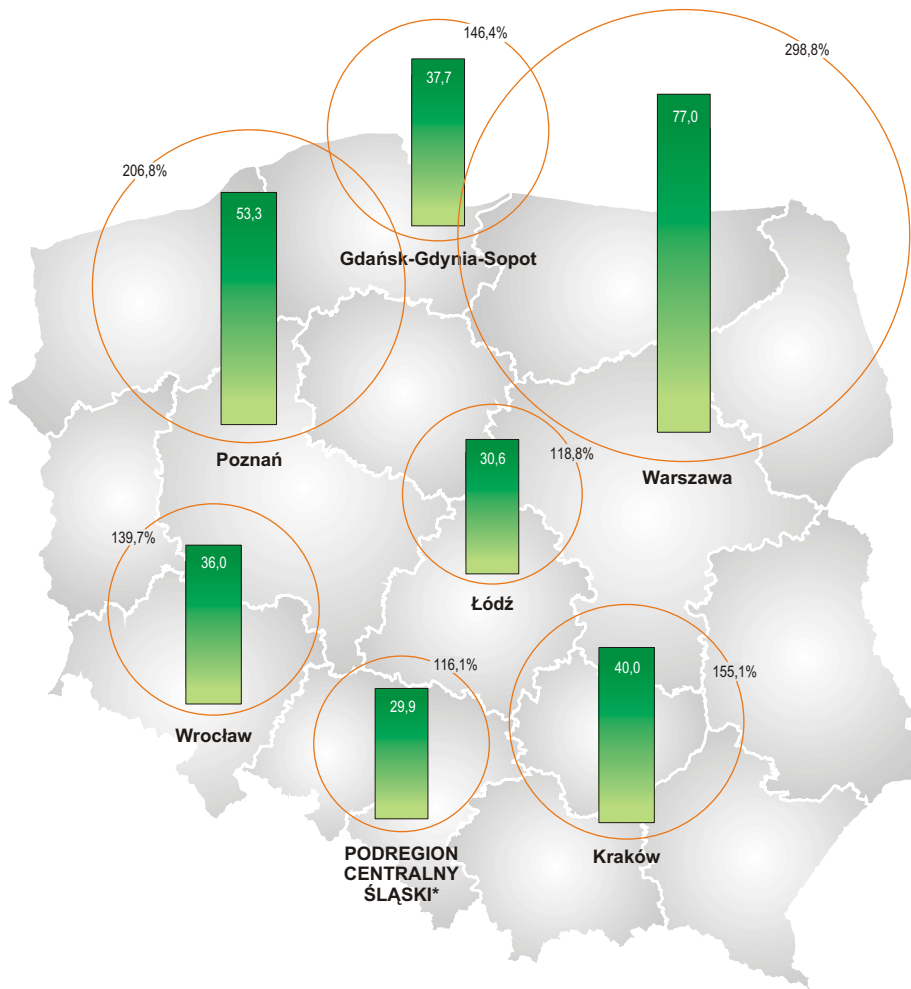 146,4%
298,8%
37,7
77,0
206,8%
53,3
Gdańsk-Gdynia-Sopot
Poznań
30,6
118,8%
Warszawa
139,7%
36,0
Łódź
116,1%
40,0
155,1%
29,9
Wrocław
PODREGION
CENTRALNY
ŚLĄSKI*
Kraków